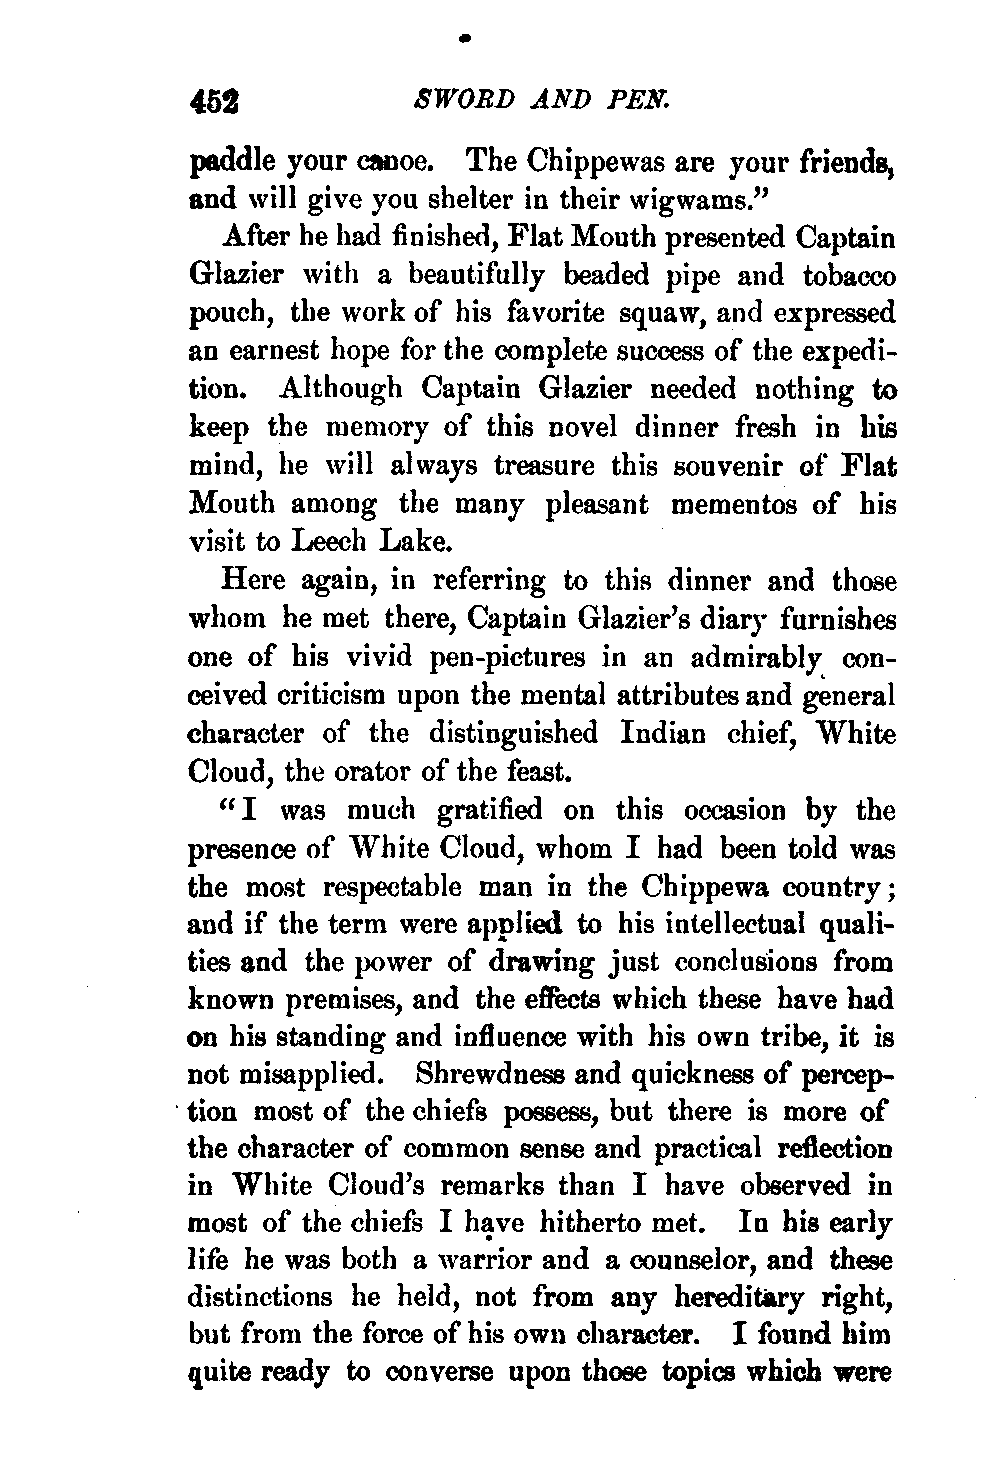 452 SWORD AND PEN.
paddle your canoe. The Chippewas are your friends,
and will give you shelter in their wigwams.”
After he had finished, Flat Mouth presented Captain
Glazier with a beautifully beaded pipe and tobacco
pouch, the work of his favorite squaw, and expressed
an earnest hope for the complete success of the expedi-
tion. Although Captain Glazier needed nothing to
keep the memory of this novel dinner fresh in his
mind, he will always treasure this souvenir of Flat
Mouth among the many pleasant mementos of his
visit to Leech Lake.
Here again, in referring to this dinner and those
whom he met there, Captain Glazier’s diary furnishes
one of his vivid pen-pictures in an admirably con-
ceived criticism upon the mental attributes and general
character of the distinguished Indian chief, White
Cloud, the orator of the feast.
“I was much gratified on this occasion by the
presence of White Cloud, whom I had been told was
the most respectable man in the Chippewa country;
and if the term were applied to his intellectual quali-
ties and the power of drawing just conclusions from
known premises, and the effects which these have had
on his standing and influence with his own tribe, it is
not misapplied. Shrewdness and quickness of percep-
tion most of the chiefs possess, but there is more of
the character of common sense and practical reflection
in White Cloud’s remarks than I have observed in
most of the chiefs I have hitherto met. In his early
life he was both a warrior and a counselor, and these
distinctions he held, not from any hereditary right,
but from the force of his own character. I found him
quite ready to converse upon those topics which were